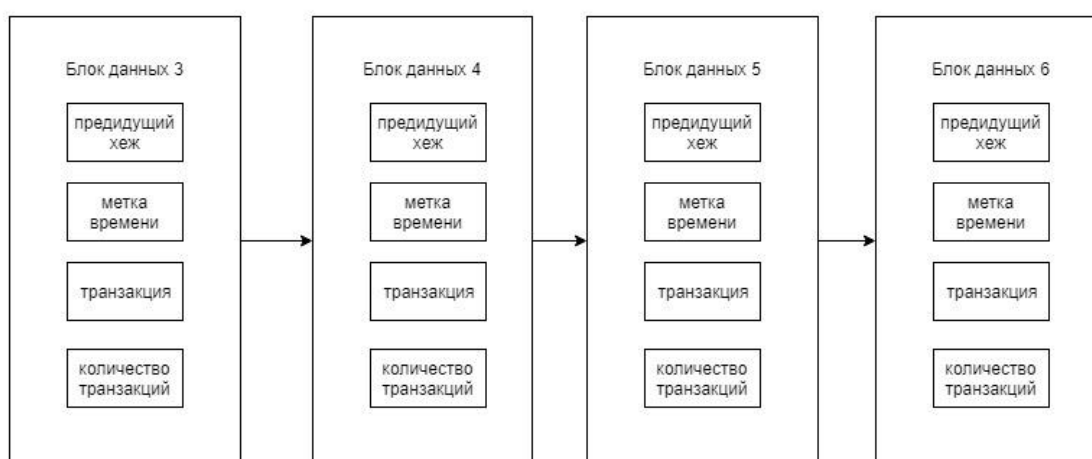 Блок данных 3
предидущий
хеж
метка
времени
транзакция
количество
транзакций
Блок данных 4
предидущий
хеж
метка
времени
транзакция
количество
транзакций
Блок данных 5
предидущий
хеж
метка
времени
транзакция
количество
транзакций
Блок данных 6
предидущий
хеж
метка
времени
транзакция
количество
транзакций